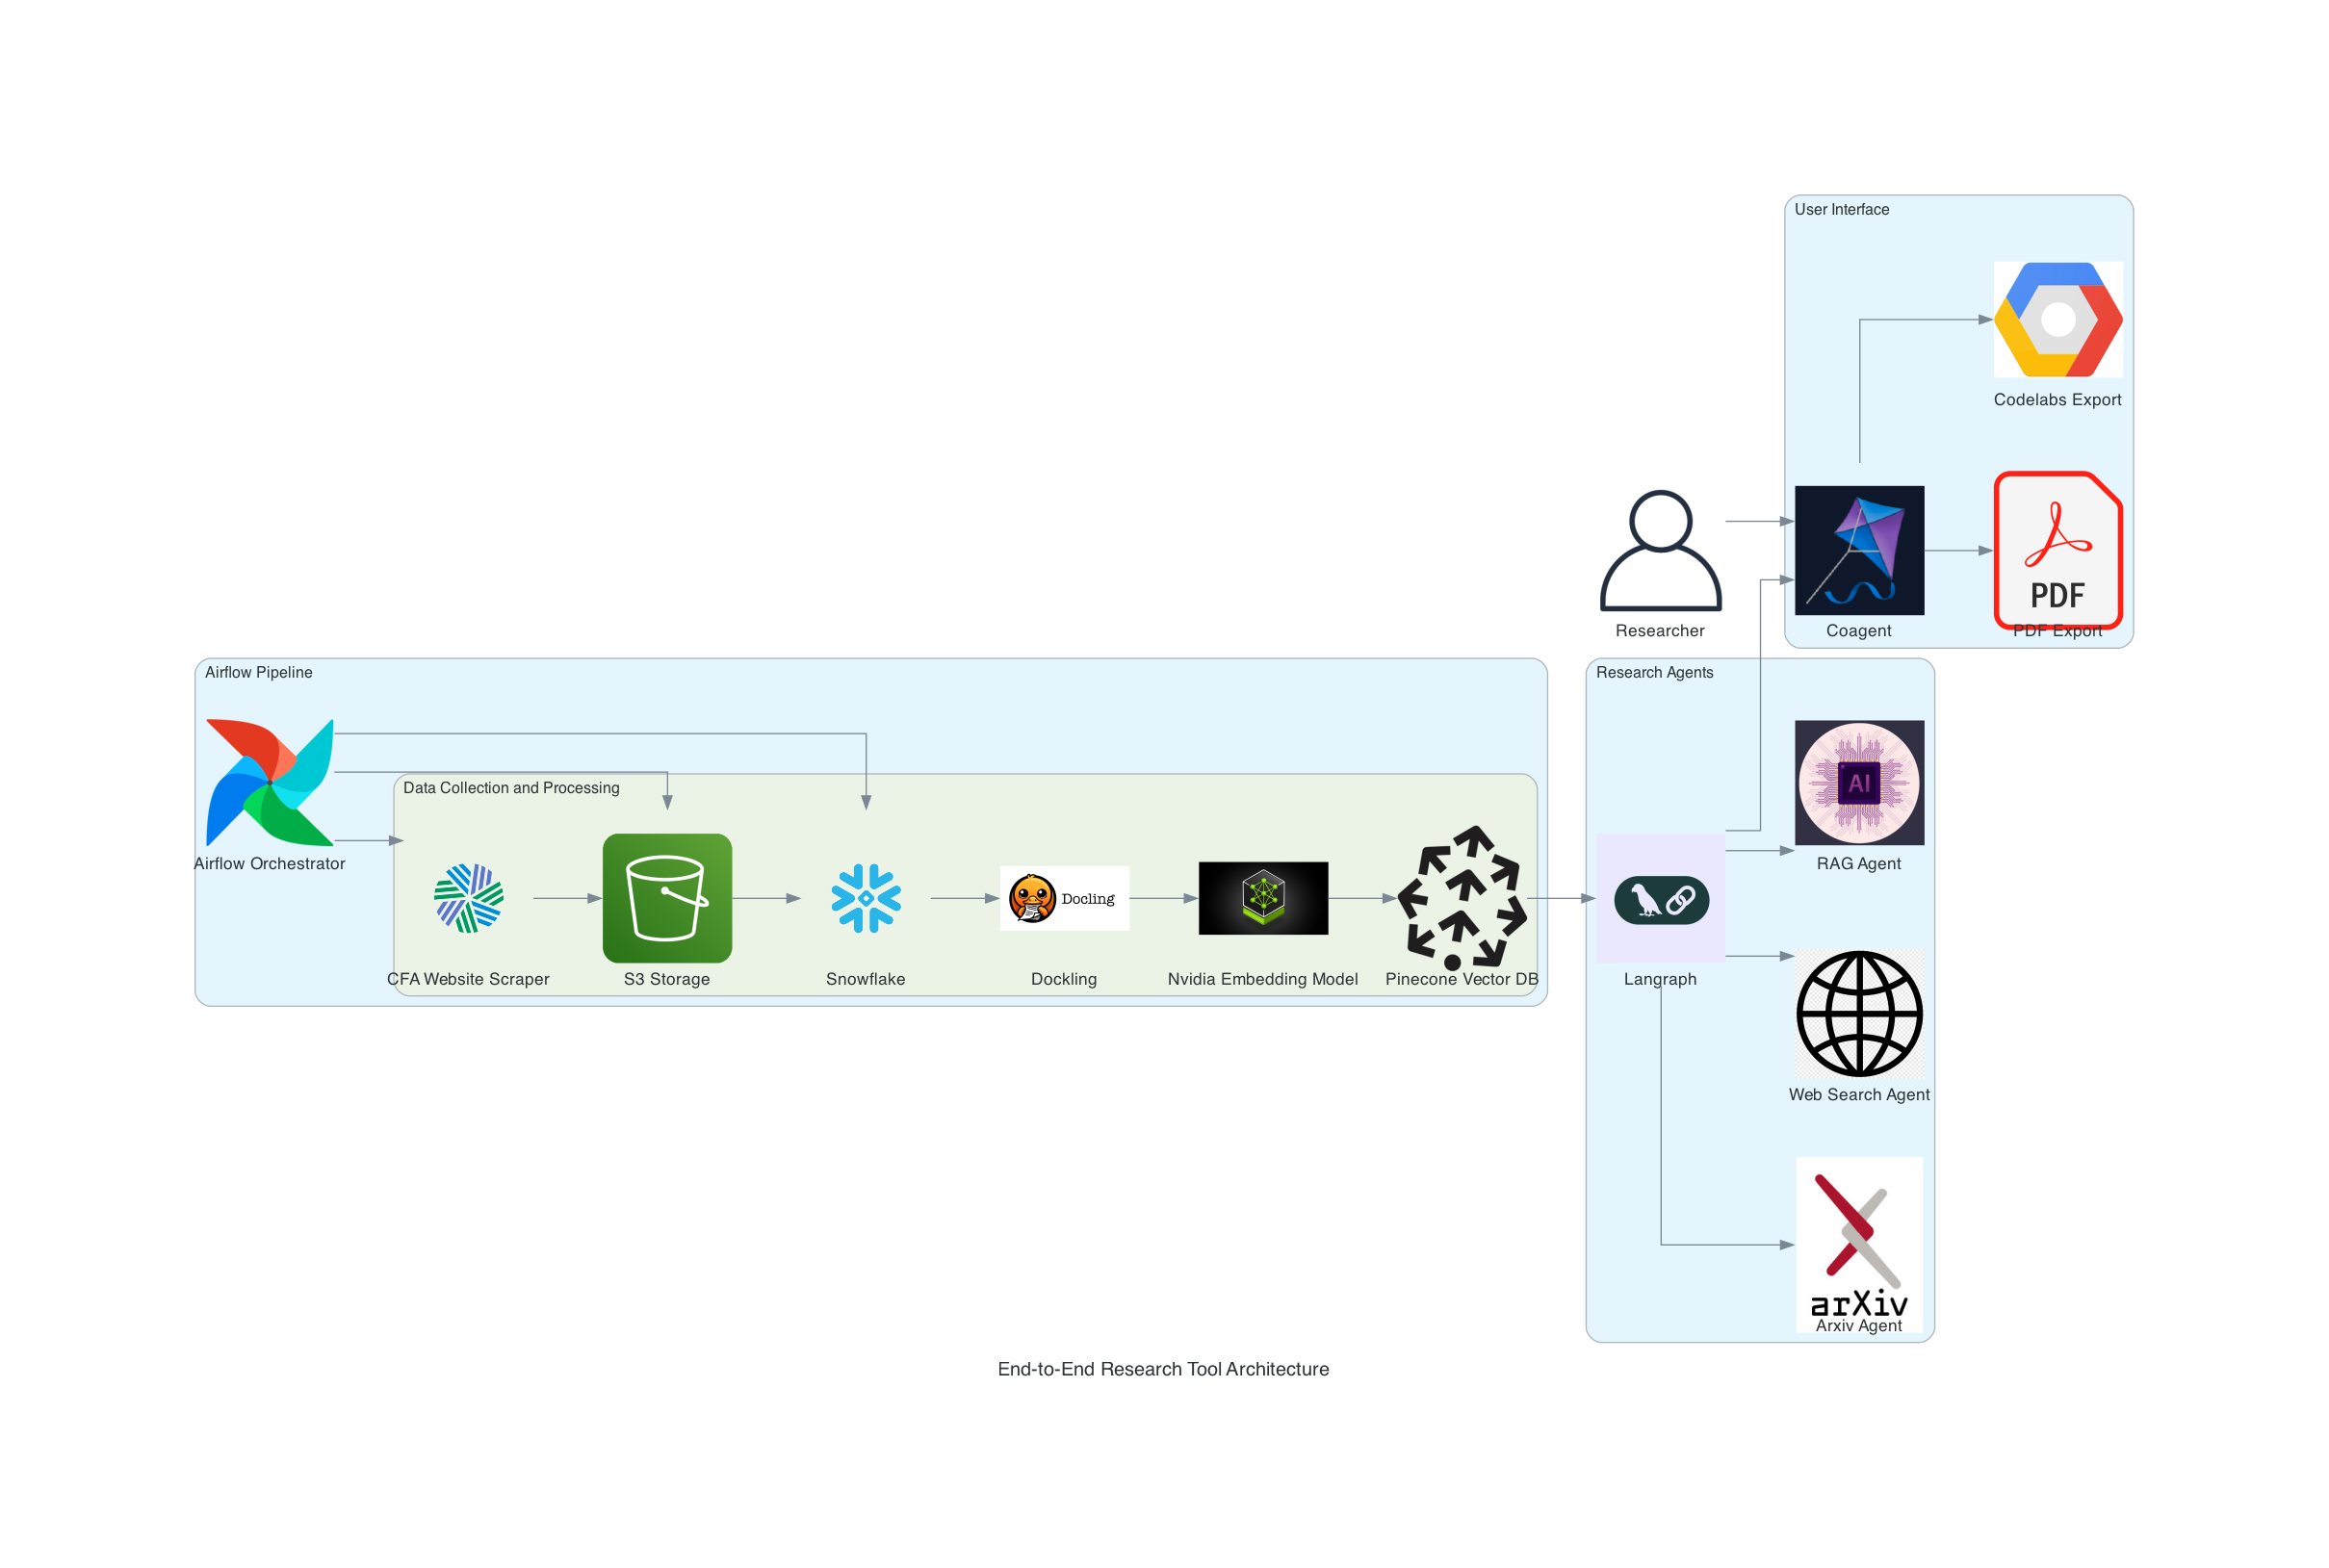 User Interface
Codelabs Export
Researcher
Coagent
PDF
PDF Export
Airflow Pipeline
Research Agents
Airflow Orchestrator
Data Collection and Processing
AI
RAG Agent
Docling
CFA Website Scraper
S3 Storage
Snowflake
Dockling
Nvidia Embedding Model
Pinecone Vector DB
Langraph
Web Search Agent
arXiv
Arxiv Agent
End-to-End Research Tool Architecture